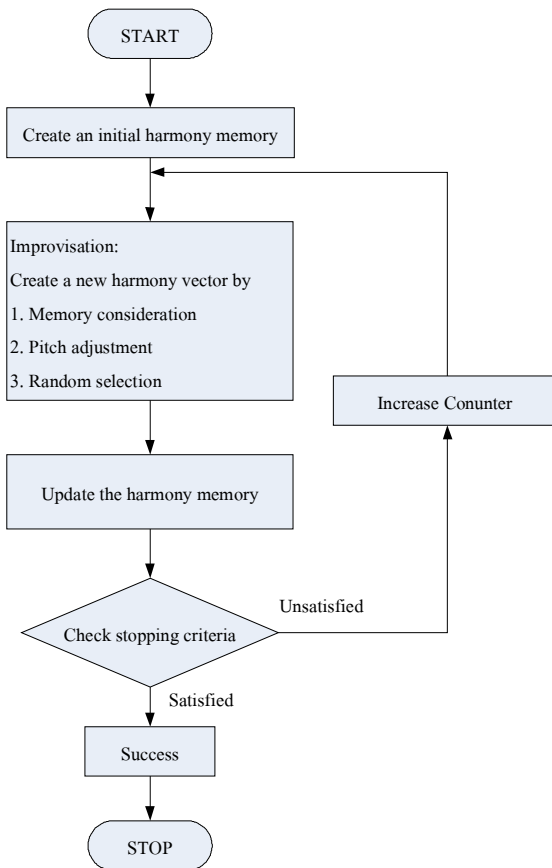 START
Create an initial harmony memory
Improvisation:
Create a new harmony vector by
1. Memory consideration
2. Pitch adjustment
3. Random selection
Increase Conunter
Update the harmony memory
Unsatisfied
Check stopping criteria
Satisfied
Success
STOP